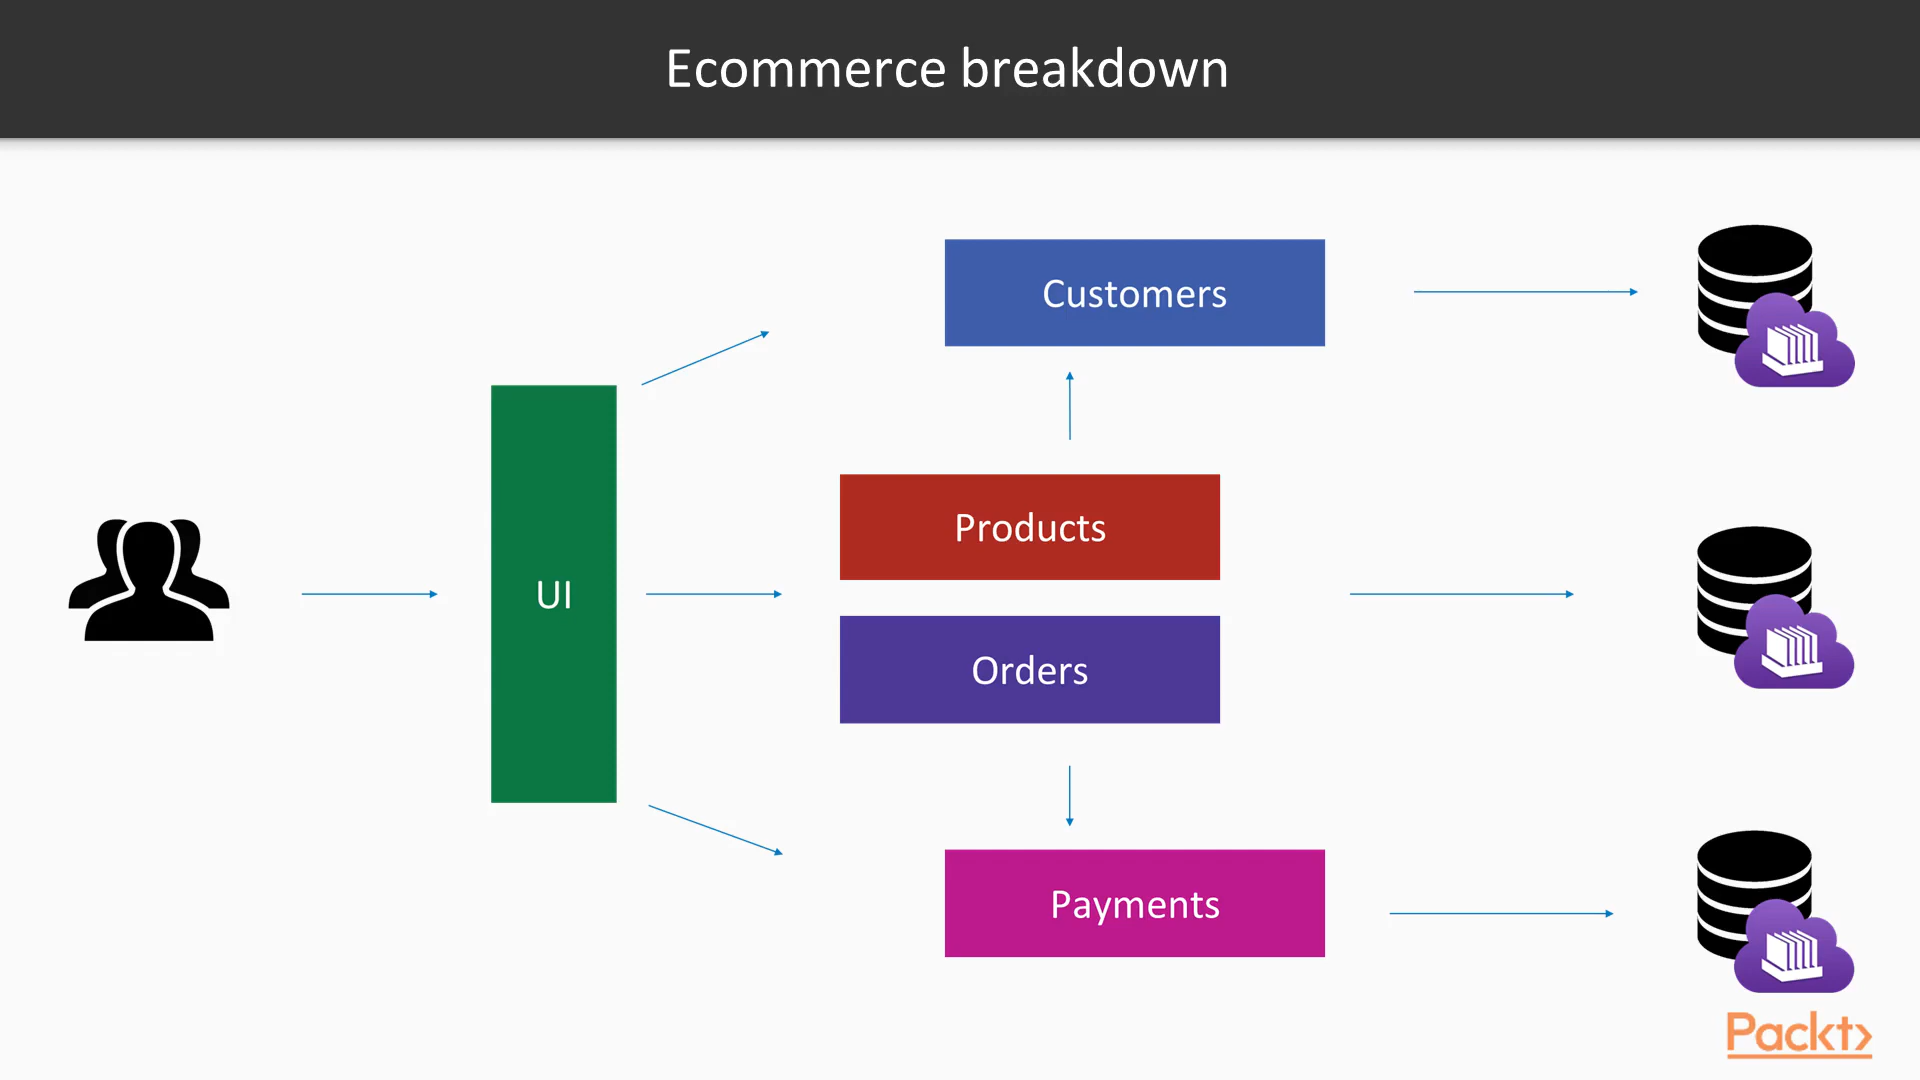 Ecommerce breakdown
Customers
Products
UI
Orders
Payments
Packt